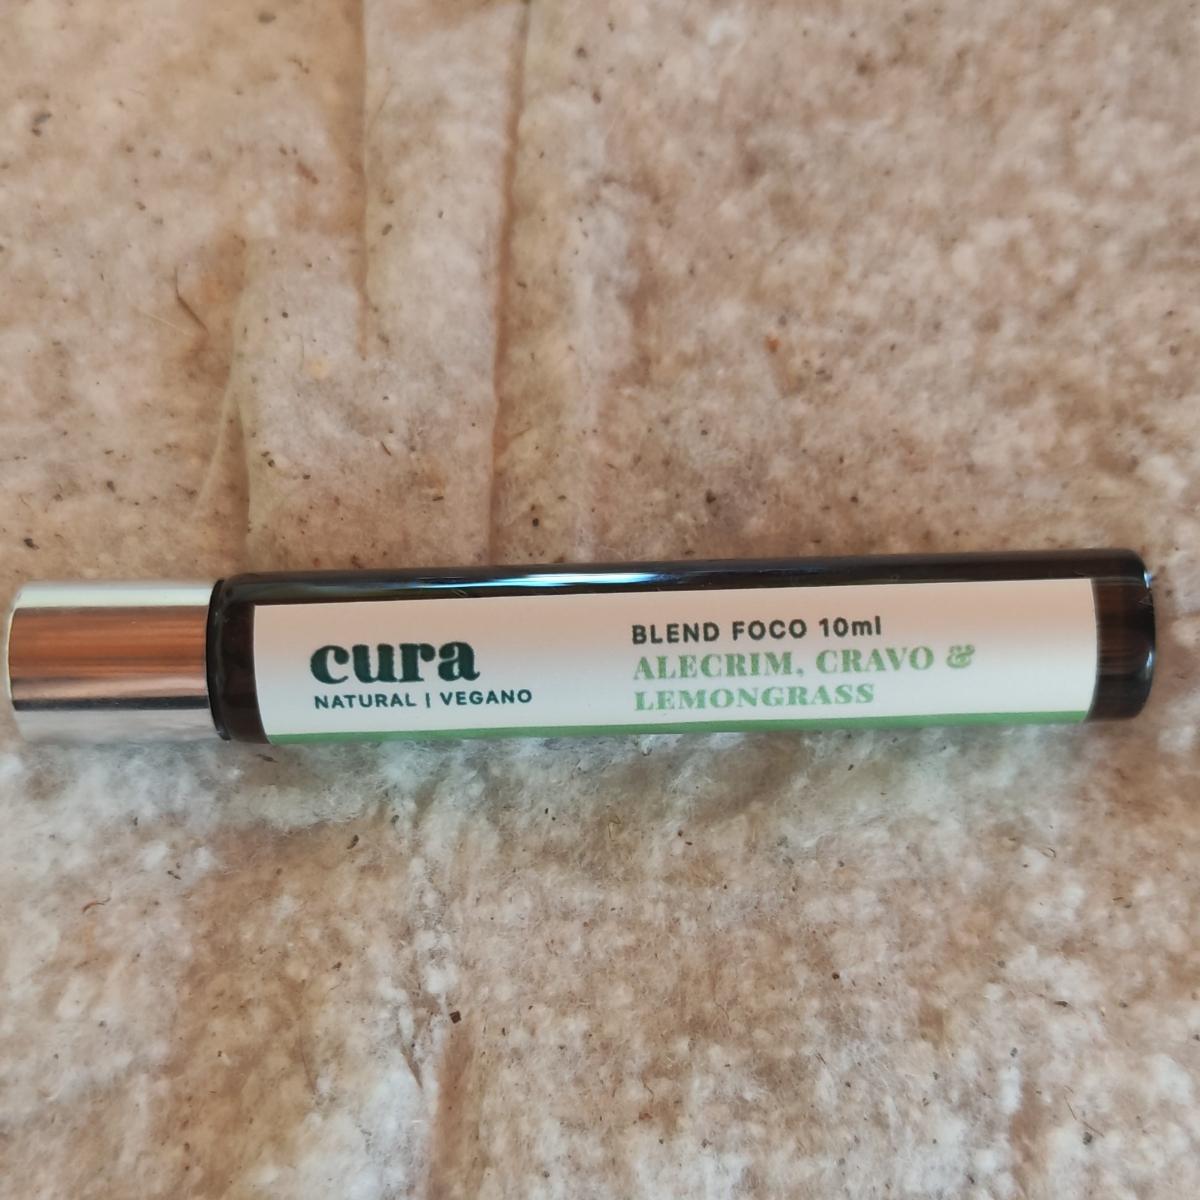 cura
NATURAL | VEGANO
BLEND FOCO 10ml
ALECRIM, CRAVO &
LEMONGRASS